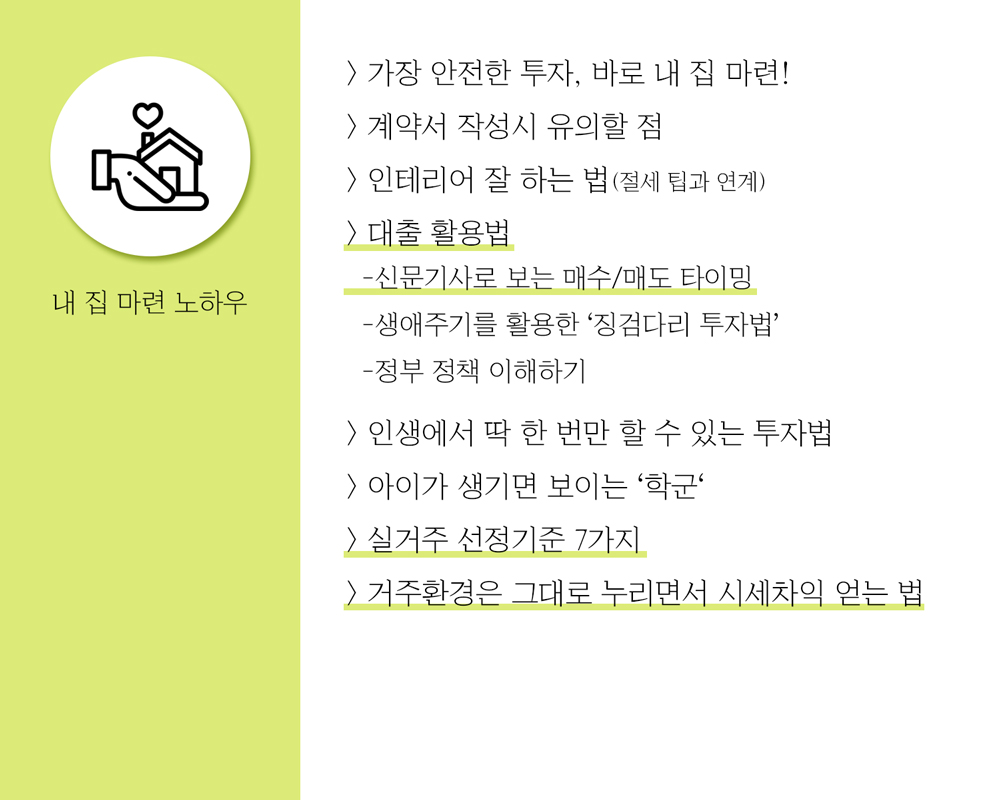 내 집 마련 노하우
〉가장 안전한 투자, 바로 내 집 마련!
〉계약서 작성시 유의할 점
〉인테리어 잘 하는 법(절세 팁과 연계)
〉대출 활용법
-신문기사로 보는 매수/매도 타이밍
-생애주기를 활용한 ‘징검다리 투자법’
-정부 정책 이해하기
〉인생에서 딱 한 번만 할 수 있는 투자법
〉아이가 생기면 보이는 ‘학군‘
〉실거주 선정기준 7가지
〉거주환경은 그대로 누리면서 시세차익 얻는 법